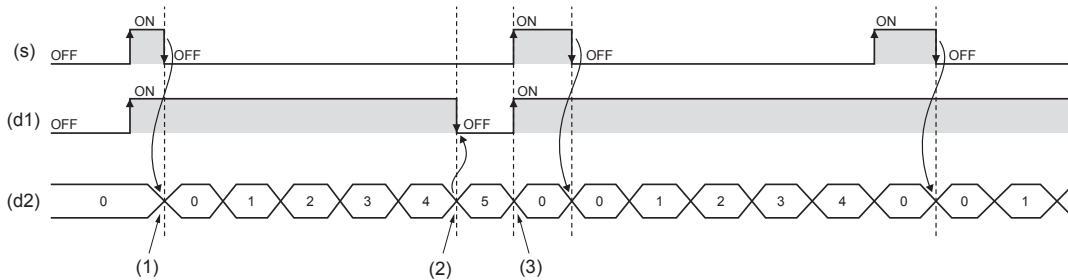 ON ON ON
(s) OFF OFF OFF OFF
ON ON
(d1) OFF OFF
(d2) 0 0 1 2 3 4 5 0 0 1 2 3 4 0 0 1
(1) (2) (3)